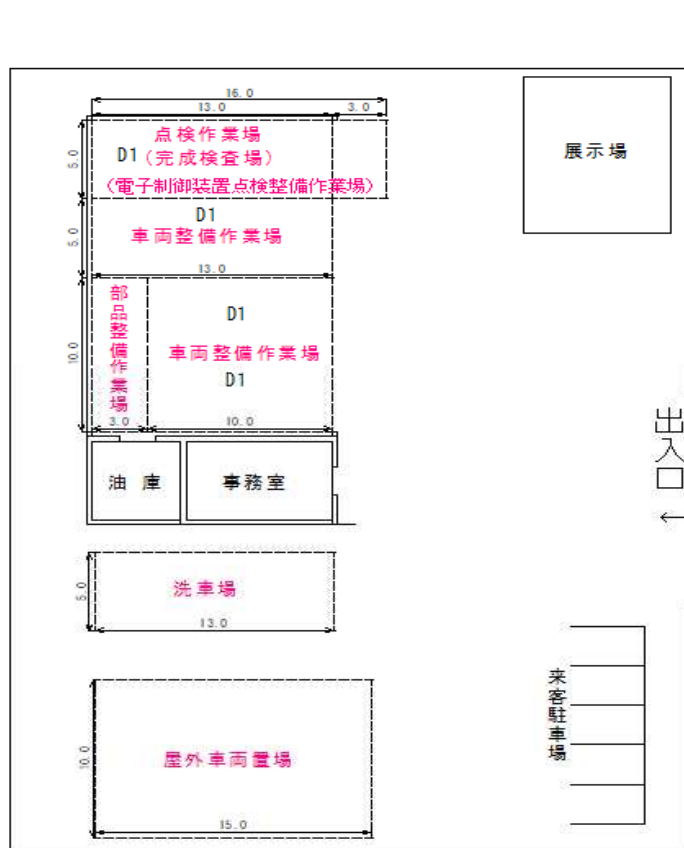 16.0
13.0
3.0
点検作業場
D1(完成検査場)
(電子制御装置点検整備作業場)
5.0
D1
車両整備作業場
5.0
13.0
部品整備作業場
D1
車両整備作業場
D1
10.0
3.0
10.0
油 庫
事務室
展示場
出入口
←
洗車場
5.0
13.0
屋外車両置場
10.0
15.0
来客駐車場